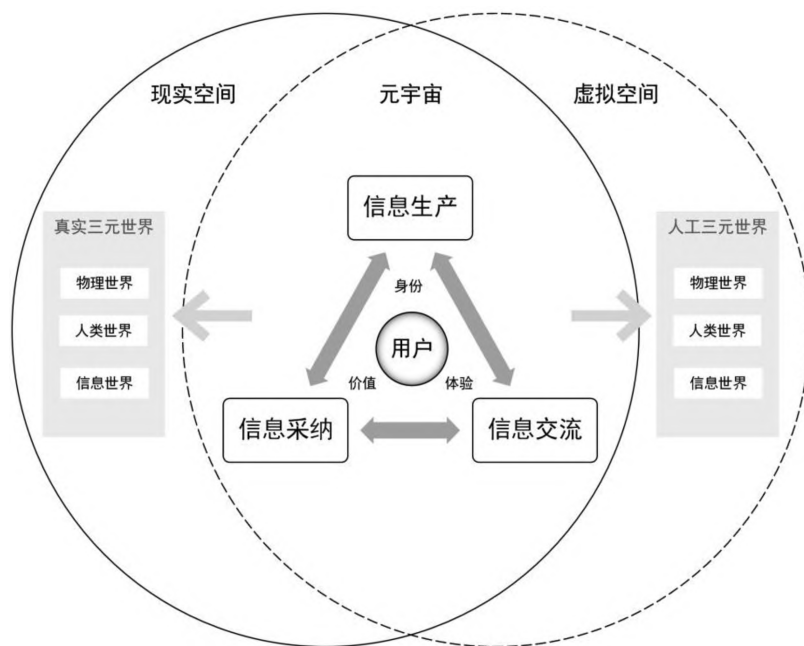 现实空间
元宇宙
虚拟空间
信息生产
真实三元世界
人工三元世界
物理世界
物理世界
身份
人类世界
用户
人类世界
价值
体验
信息世界
信息世界
信息采纳
信息交流